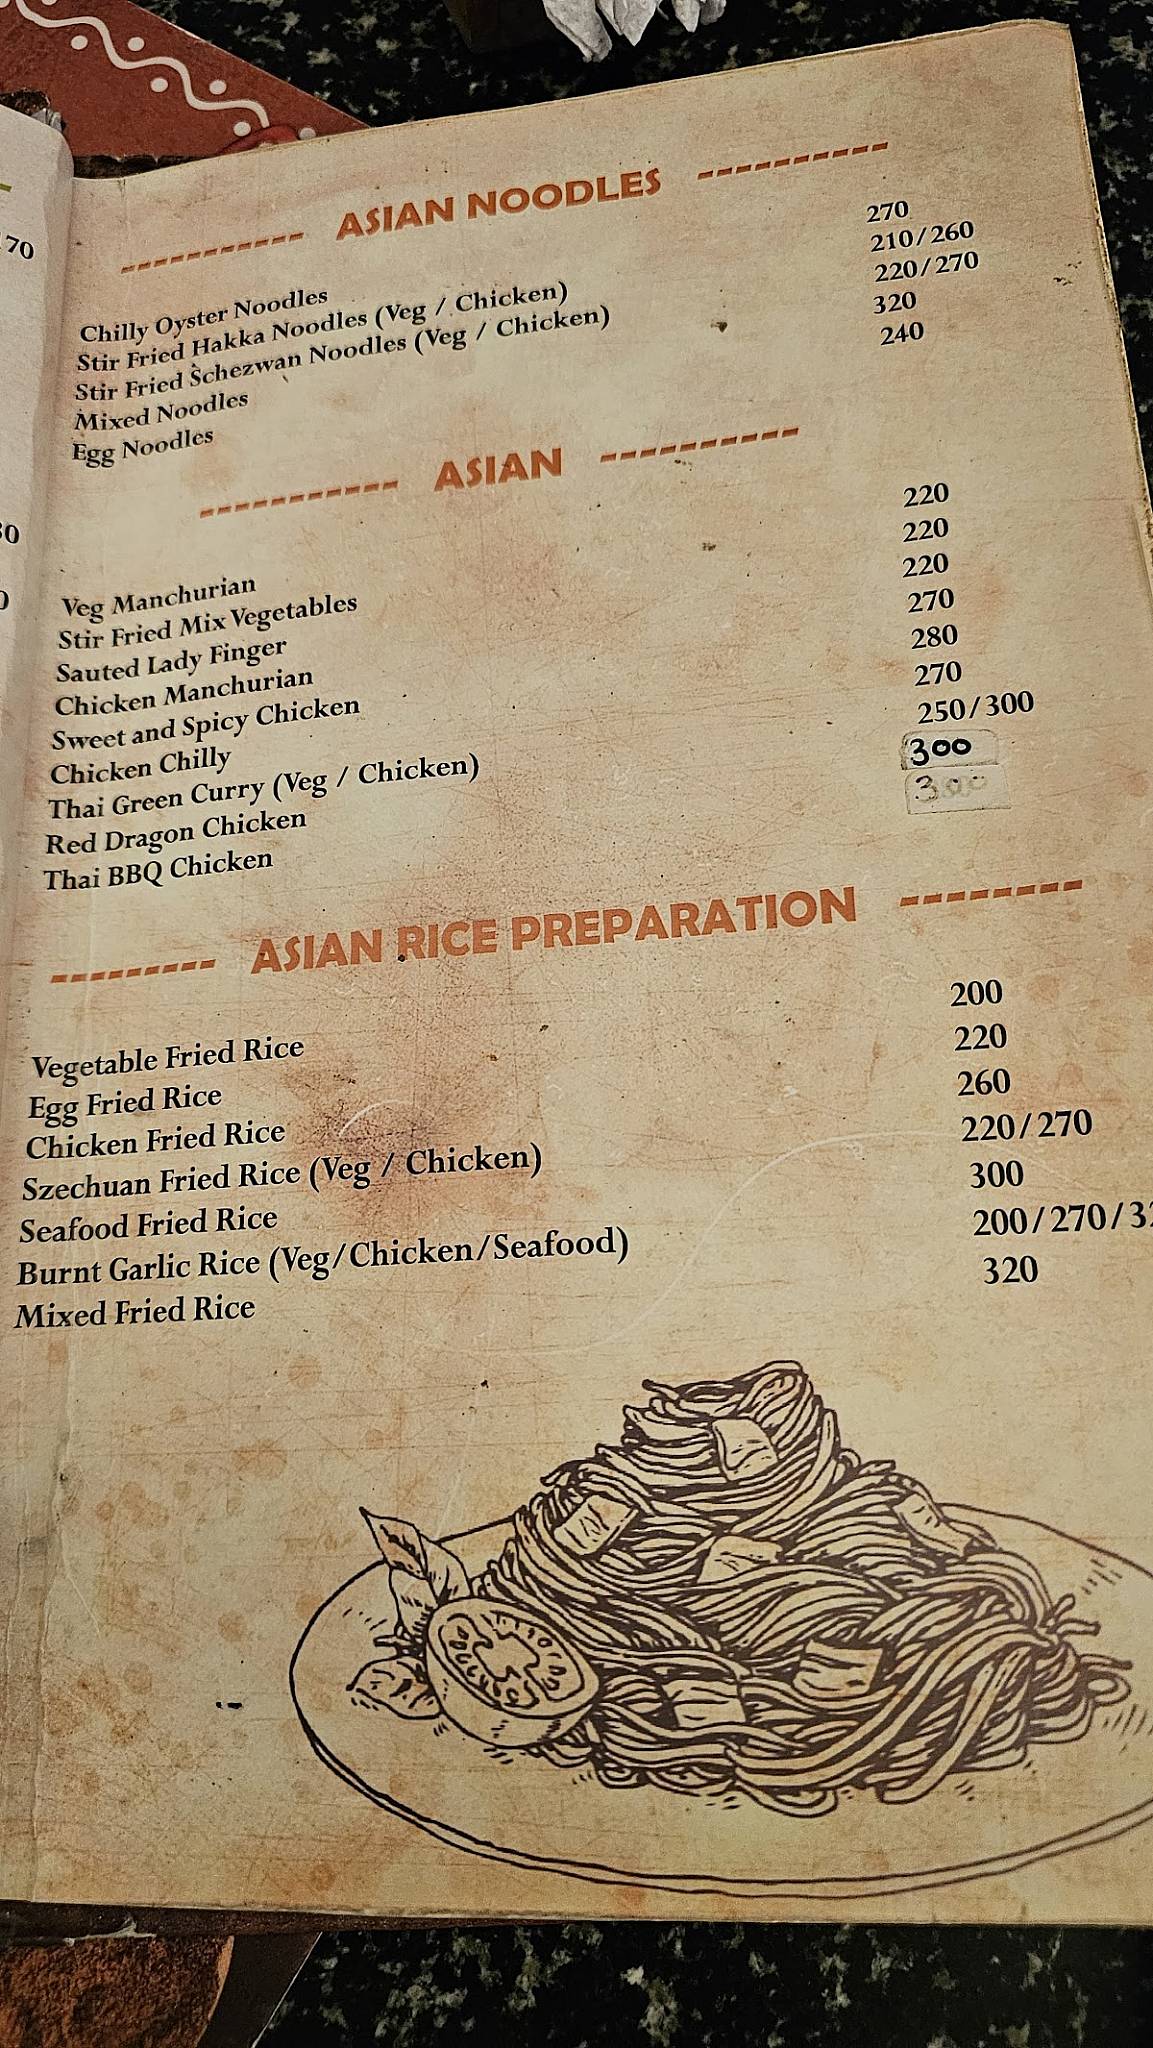 70
ASIAN NOODLES
Chilly Oyster Noodles 270
Stir Fried Hakka Noodles (Veg / Chicken) 210/260
Stir Fried Schezwan Noodles (Veg / Chicken) 220/270
Mixed Noodles 320
Egg Noodles 240
ASIAN
Veg Manchurian 220
Stir Fried Mix Vegetables 220
Sauted Lady Finger 220
Chicken Manchurian 270
Sweet and Spicy Chicken 280
Chicken Chilly 270
Thai Green Curry (Veg / Chicken) 250/300
Red Dragon Chicken 300
Thai BBQ Chicken
ASIAN RICE PREPARATION
Vegetable Fried Rice 200
Egg Fried Rice 220
Chicken Fried Rice 260
Szechuan Fried Rice (Veg / Chicken) 220/270
Seafood Fried Rice 300
Burnt Garlic Rice (Veg/Chicken/Seafood) 200/270/
Mixed Fried Rice 320